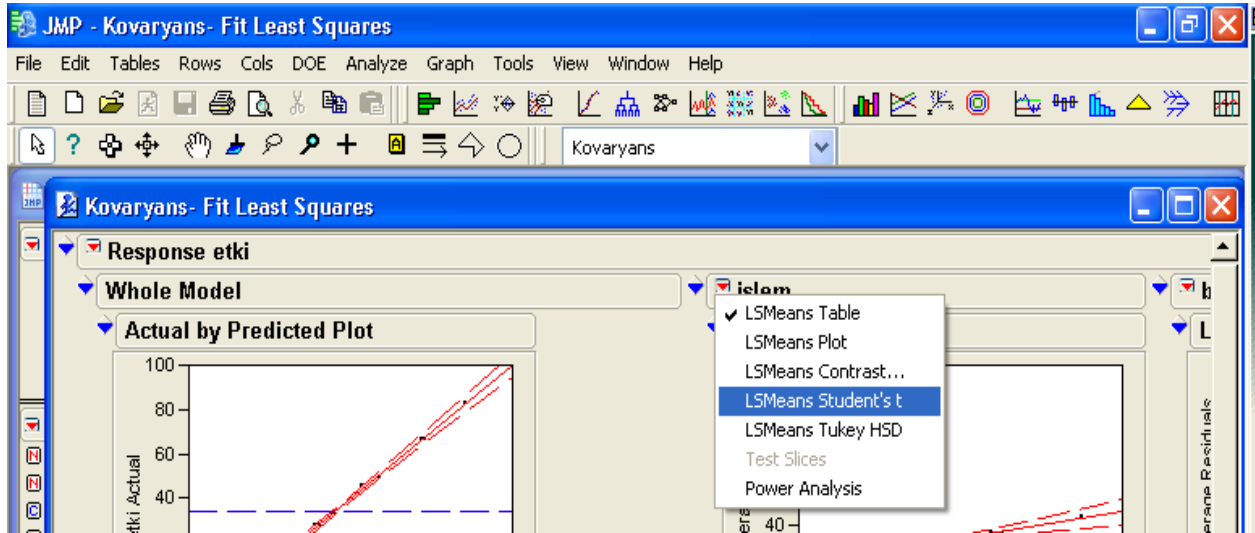 JMP - Kovaryans- Fit Least Squares
File Edit Tables Rows Cols DOE Analyze Graph Tools View Window Help
Kovaryans
Kovaryans- Fit Least Squares
Response etki
Whole Model
islem
b
Actual by Predicted Plot
L
LSMeans Table
LSMeans Plot
LSMeans Contrast...
LSMeans Student's t
LSMeans Tukey HSD
Test Slices
Power Analysis
100
80
60
40
etki Actual
40
Residuals